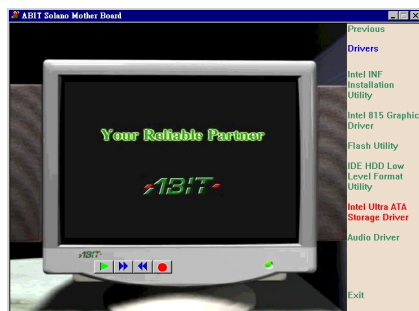 ABIT Solano Mother Board
Previous
Drivers
Intel INF
Installation
Utility
Intel 815 Graphic
Driver
Flash Utility
IDE HDD Low
Level Format
Utility
Intel Ultra ATA
Storage Driver
Audio Driver
Exit
Your Reliable Partner
ABIT
ABIT